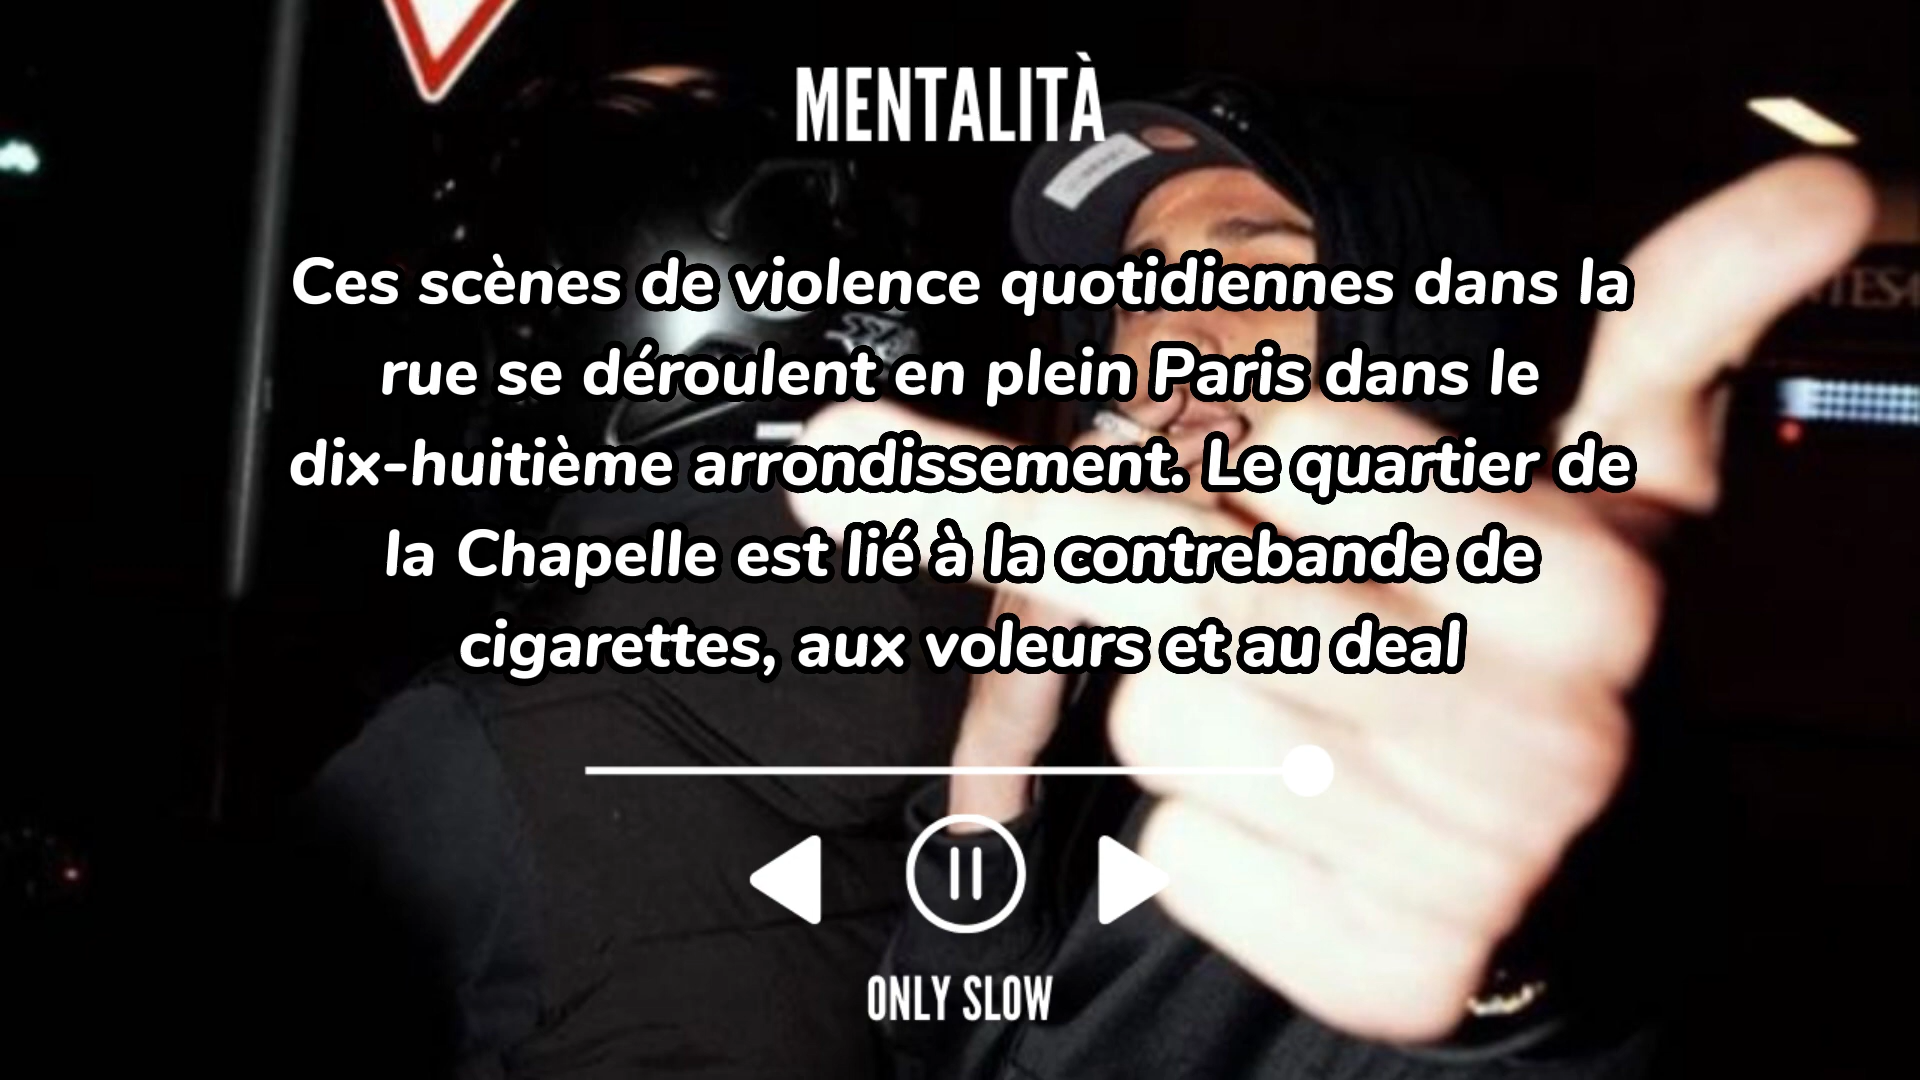 MENTALITÀ
Ces scènes de violence quotidiennes dans la
rue se déroulent en plein Paris dans le
dix-huitième arrondissement. Le quartier de
la Chapelle est lié à la contrebande de
cigarettes, aux voleurs et au deal
ONLY SLOW